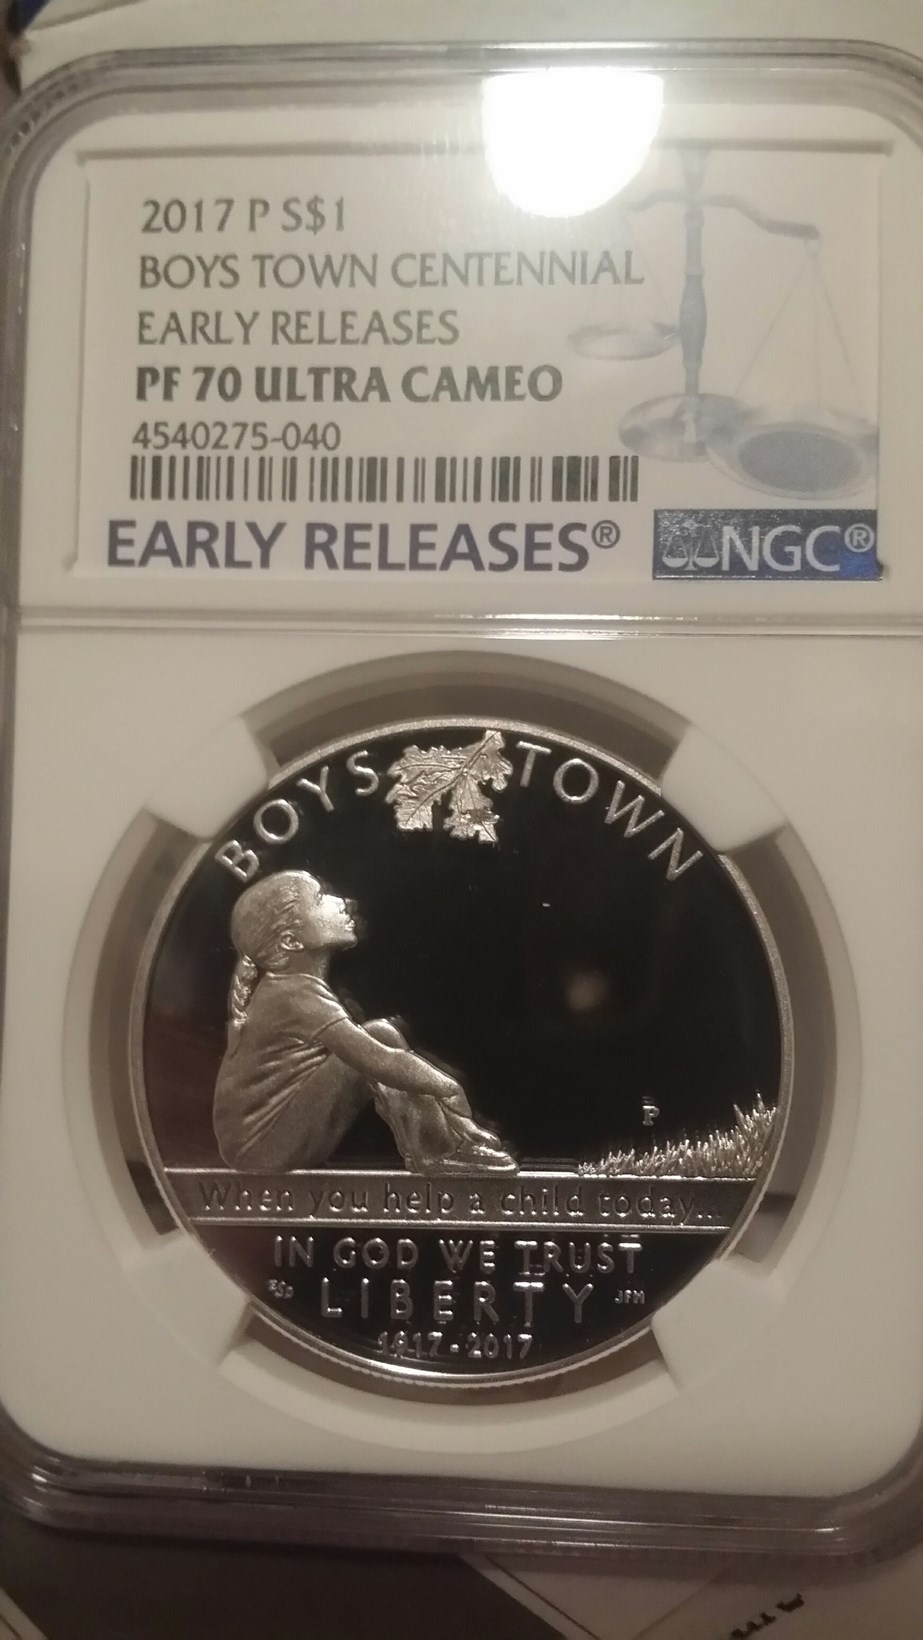 2017 P S$1
BOYS TOWN CENTENNIAL
EARLY RELEASES
PF 70 ULTRA CAMEO
4540275-040
EARLY RELEASES® NGC®
BOYS TOWN
P
When you help a child today...
IN GOD WE TRUST
LIBERTY
JFM
1917-2017